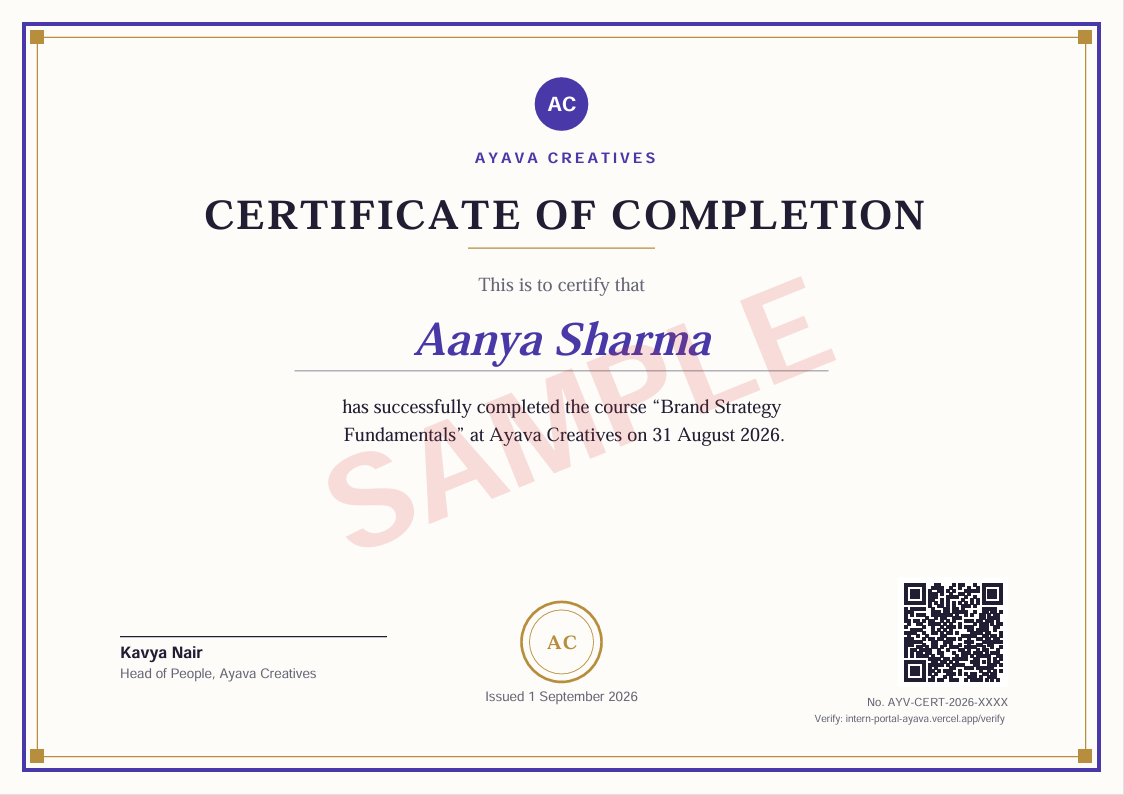 AC
AYAVA CREATIVES
CERTIFICATE OF COMPLETION
This is to certify that
Aanya Sharma
has successfully completed the course “Brand Strategy
Fundamentals” at Ayava Creatives on 31 August 2026.
SAMPLE
Kavya Nair
Head of People, Ayava Creatives
AC
Issued 1 September 2026
No. AYV-CERT-2026-XXXX
Verify: intern-portal-ayava.vercel.app/verify